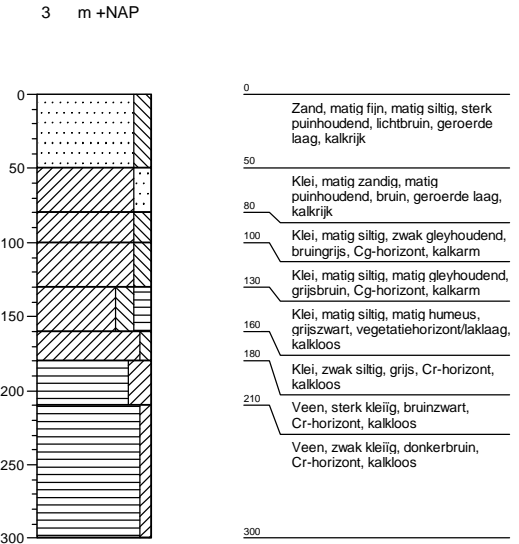 3 m +NAP
0
50
100
150
200
250
300
0
Zand, matig fijn, matig siltig, sterk
puinhoudend, lichtbruin, geroerde
laag, kalkrijk
50
Klei, matig zandig, matig
puinhoudend, bruin, geroerde laag,
kalkrijk
80
Klei, matig siltig, zwak gleyhoudend,
bruingrijs, Cg-horizont, kalkarm
100
Klei, matig siltig, matig gleyhoudend,
grijsbruin, Cg-horizont, kalkarm
130
Klei, matig siltig, matig humeus,
grijszwart, vegetatiehorizont/laklaag,
kalkloos
160
Klei, zwak siltig, grijs, Cr-horizont,
kalkloos
180
Veen, sterk kleiïg, bruinzwart,
Cr-horizont, kalkloos
210
Veen, zwak kleiïg, donkerbruin,
Cr-horizont, kalkloos
300